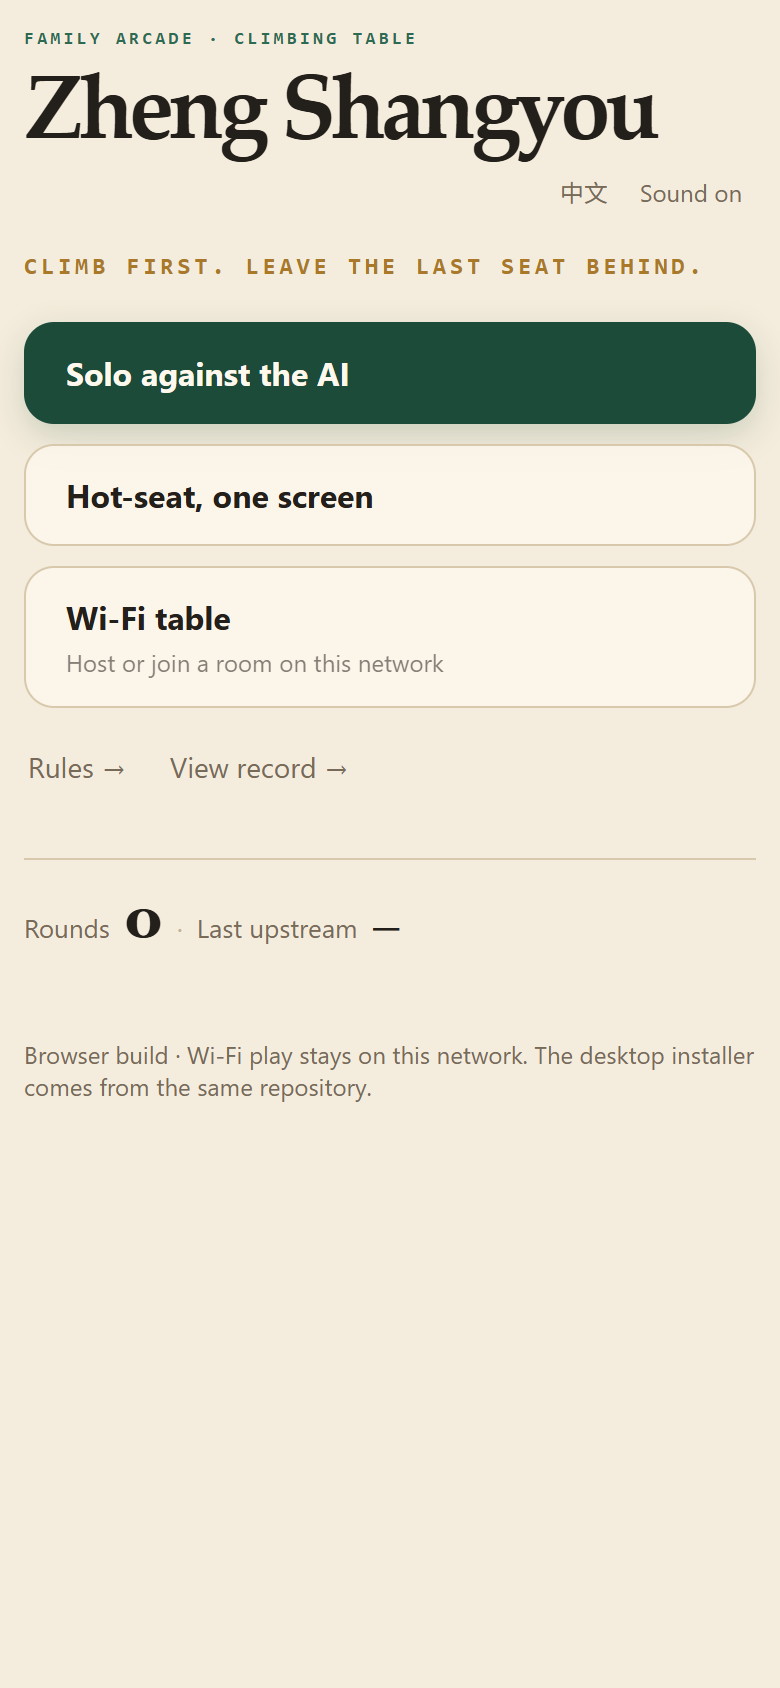 FAMILY ARCADE · CLIMBING TABLE
Zheng Shangyou
中文 Sound on
CLIMB FIRST. LEAVE THE LAST SEAT BEHIND.
Solo against the AI
Hot-seat, one screen
Wi-Fi table
Host or join a room on this network
Rules → View record →
Rounds 0 · Last upstream —
Browser build · Wi-Fi play stays on this network. The desktop installer
comes from the same repository.